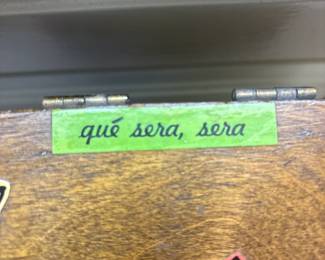 qué sera, sera